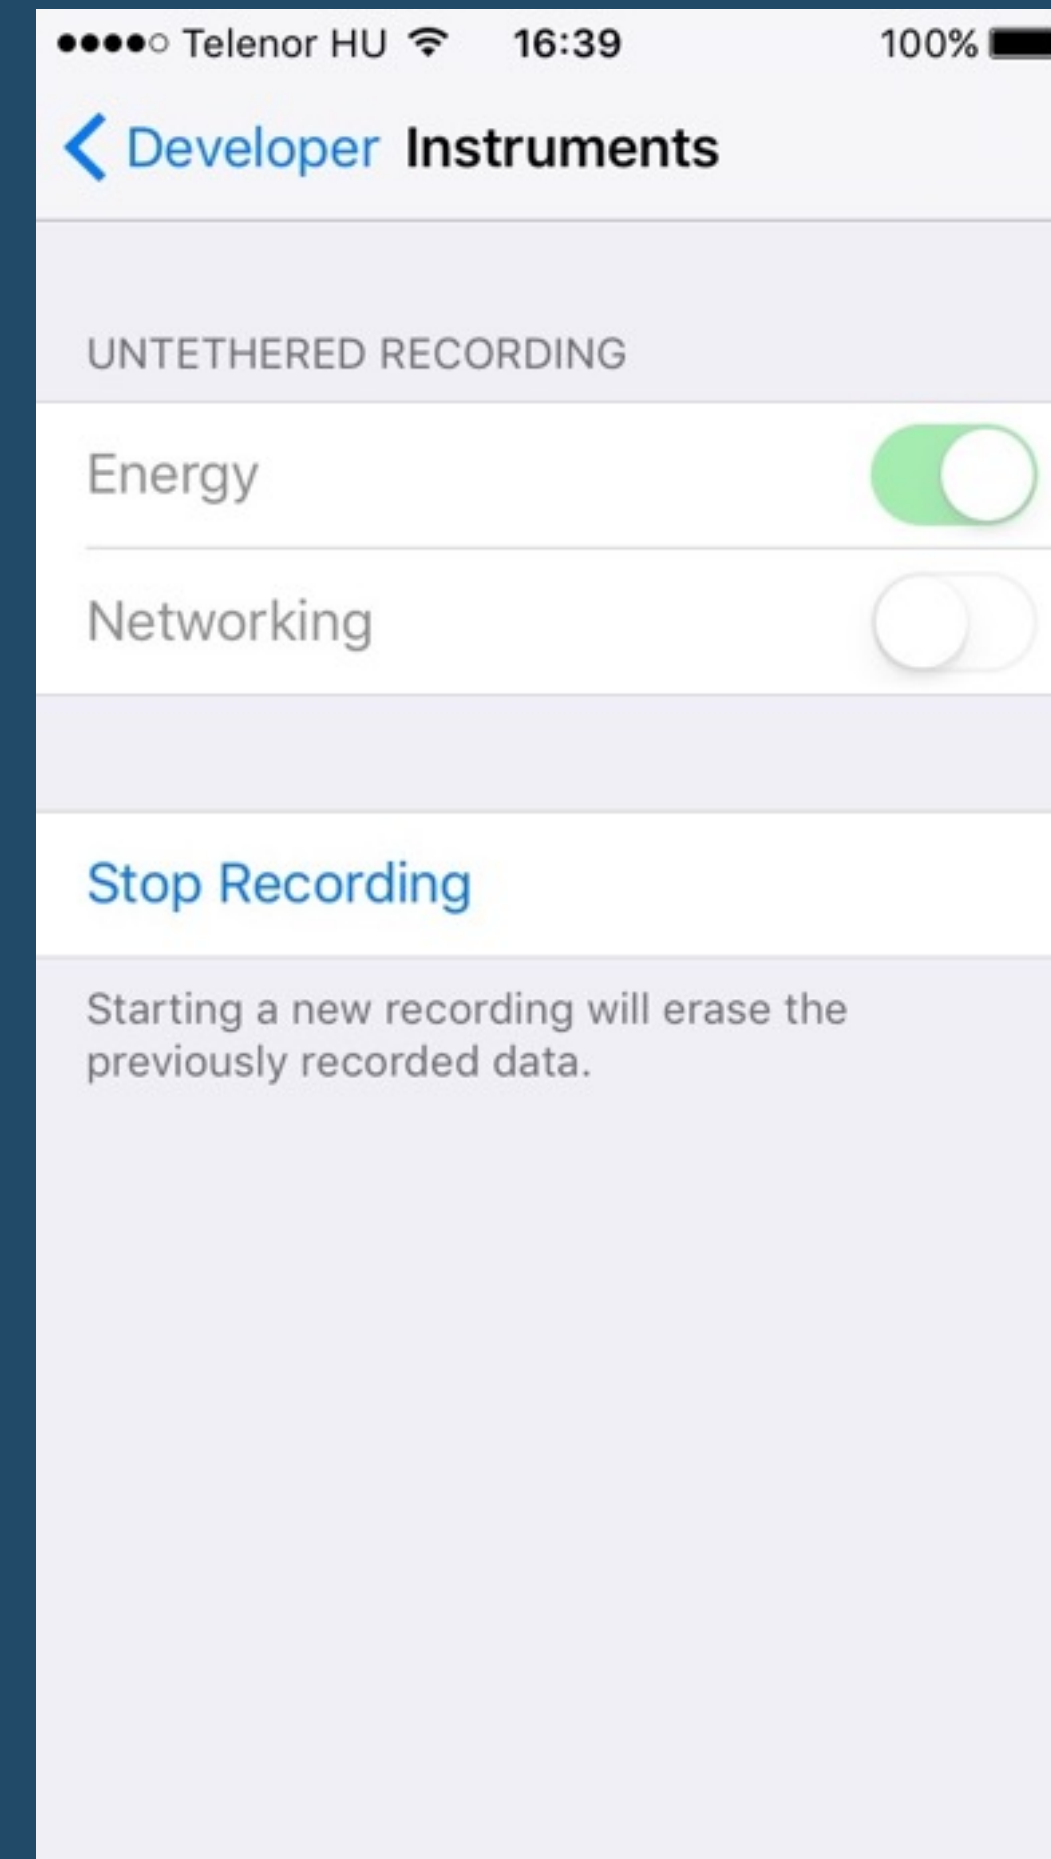 Telenor HU 16:39 100%
Developer Instruments
UNTETHERED RECORDING
Energy
Networking
Stop Recording
Starting a new recording will erase the
previously recorded data.